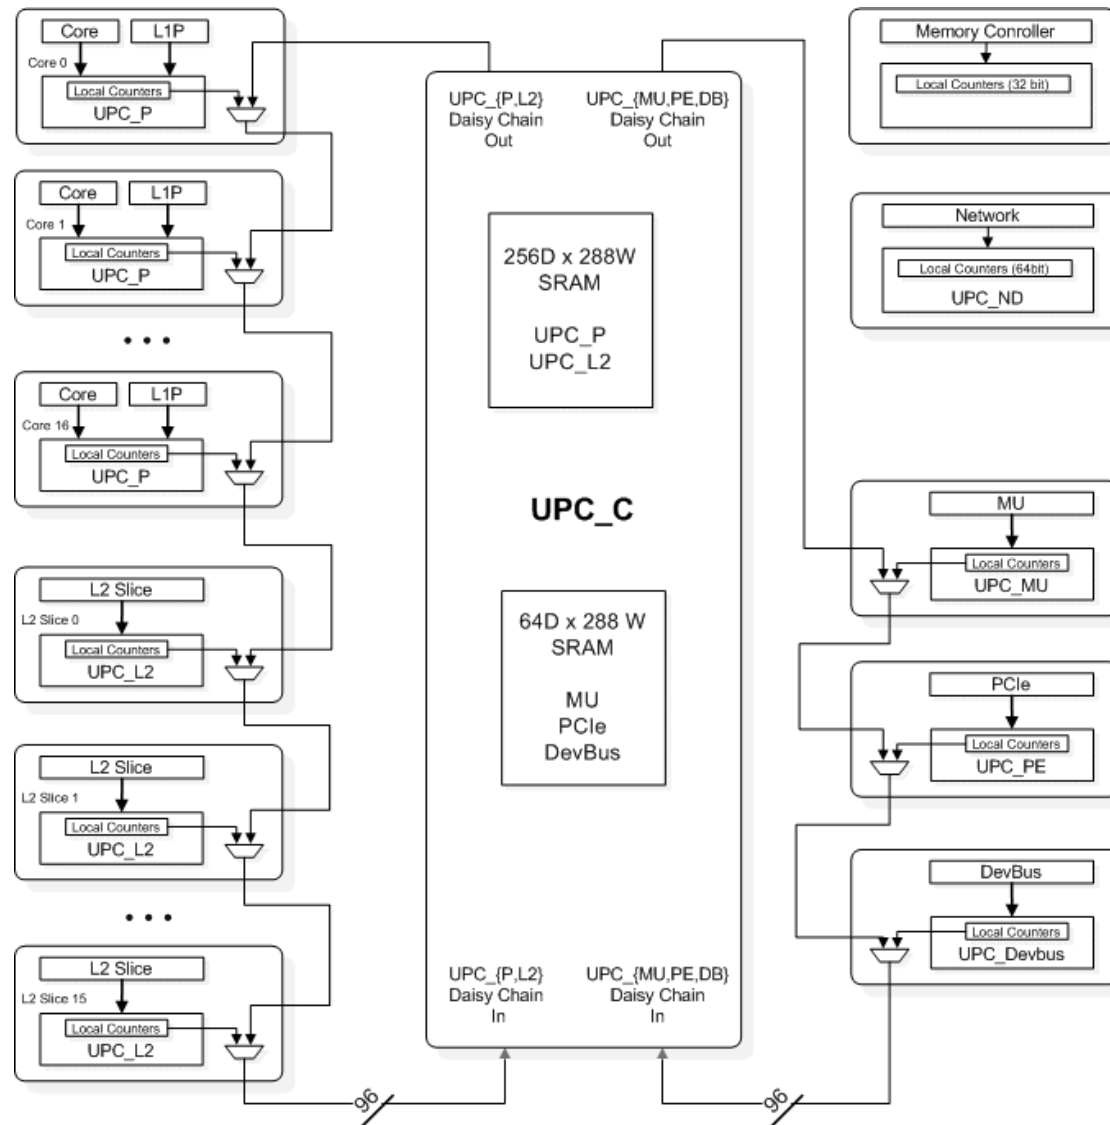 Core
L1P
Core 0
Local Counters
UPC_P
Core
L1P
Core 1
Local Counters
UPC_P
• • •
Core
L1P
Core 16
Local Counters
UPC_P
L2 Slice
L2 Slice 0
Local Counters
UPC_L2
L2 Slice
L2 Slice 1
Local Counters
UPC_L2
• • •
L2 Slice
L2 Slice 15
Local Counters
UPC_L2
96
UPC_{P,L2}
Daisy Chain
Out
UPC_{MU,PE,DB}
Daisy Chain
Out
256D x 288W
SRAM
UPC_P
UPC_L2
UPC_C
64D x 288 W
SRAM
MU
PCIe
DevBus
UPC_{P,L2}
Daisy Chain
In
UPC_{MU,PE,DB}
Daisy Chain
In
96
Memory Conroller
Local Counters (32 bit)
Network
Local Counters (64bit)
UPC_ND
MU
Local Counters
UPC_MU
PCIe
Local Counters
UPC_PE
DevBus
Local Counters
UPC_Devbus